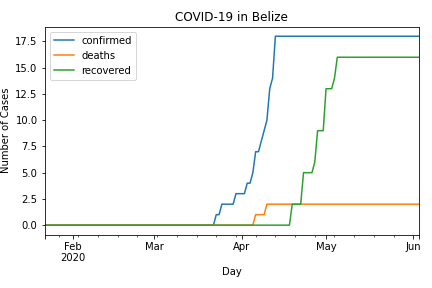 COVID-19 in Belize
confirmed
deaths
recovered
17.5
15.0
12.5
10.0
7.5
5.0
2.5
0.0
Number of Cases
Feb
2020
Mar
Apr
May
Jun
Day